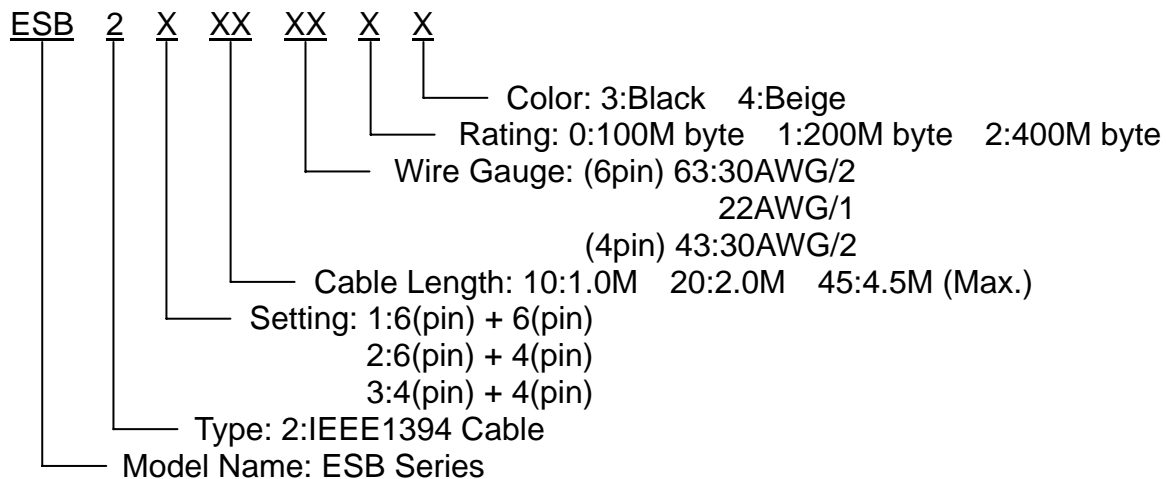 ESB 2 X XX XX X X
Color: 3:Black 4:Beige
Rating: 0:100M byte 1:200M byte 2:400M byte
Wire Gauge: (6pin) 63:30AWG/2
22AWG/1
(4pin) 43:30AWG/2
Cable Length: 10:1.0M 20:2.0M 45:4.5M (Max.)
Setting: 1:6(pin) + 6(pin)
2:6(pin) + 4(pin)
3:4(pin) + 4(pin)
Type: 2:IEEE1394 Cable
Model Name: ESB Series